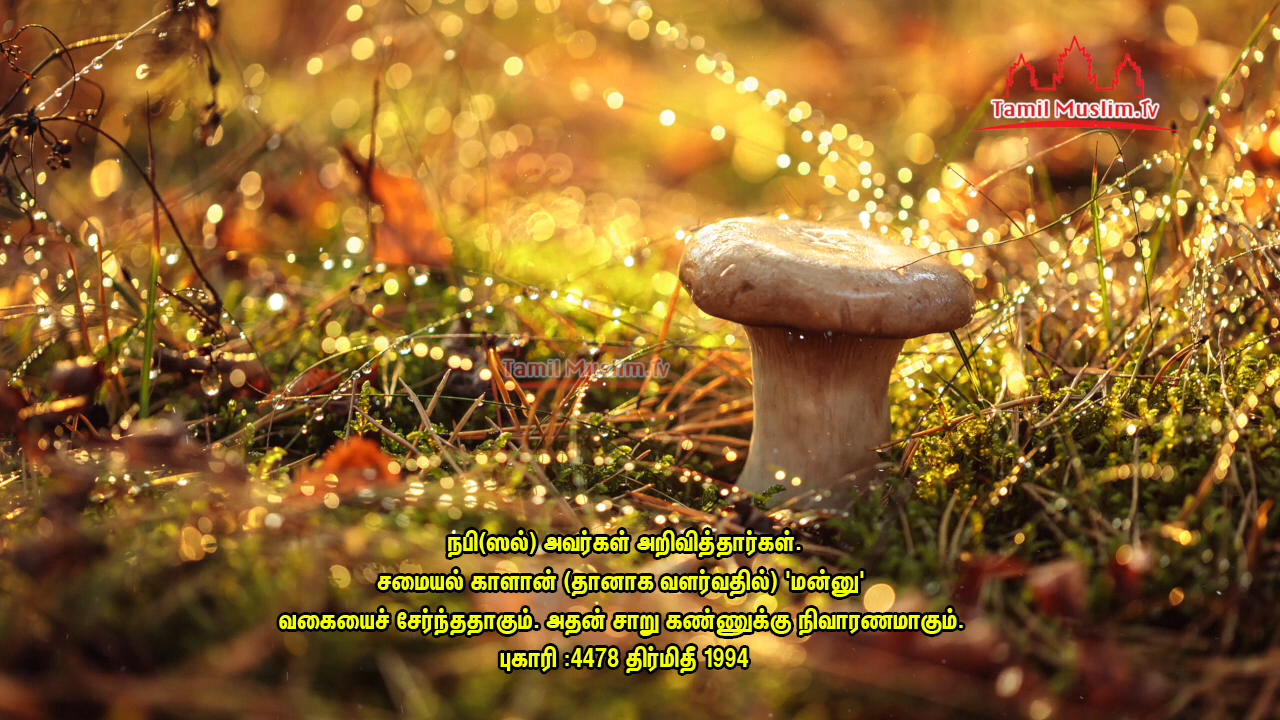 Tamil Muslim.Tv
Tamil Muslim.Tv
நபி(ஸல்) அவர்கள் அறிவித்தார்கள்.
சமையல் காளான் (தானாக வளர்வதில்) 'மன்னு'
வகையைச் சேர்ந்ததாகும். அதன் சாறு கண்ணுக்கு நிவாரணமாகும்.
புகாரி :4478 திர்மிதீ 1994